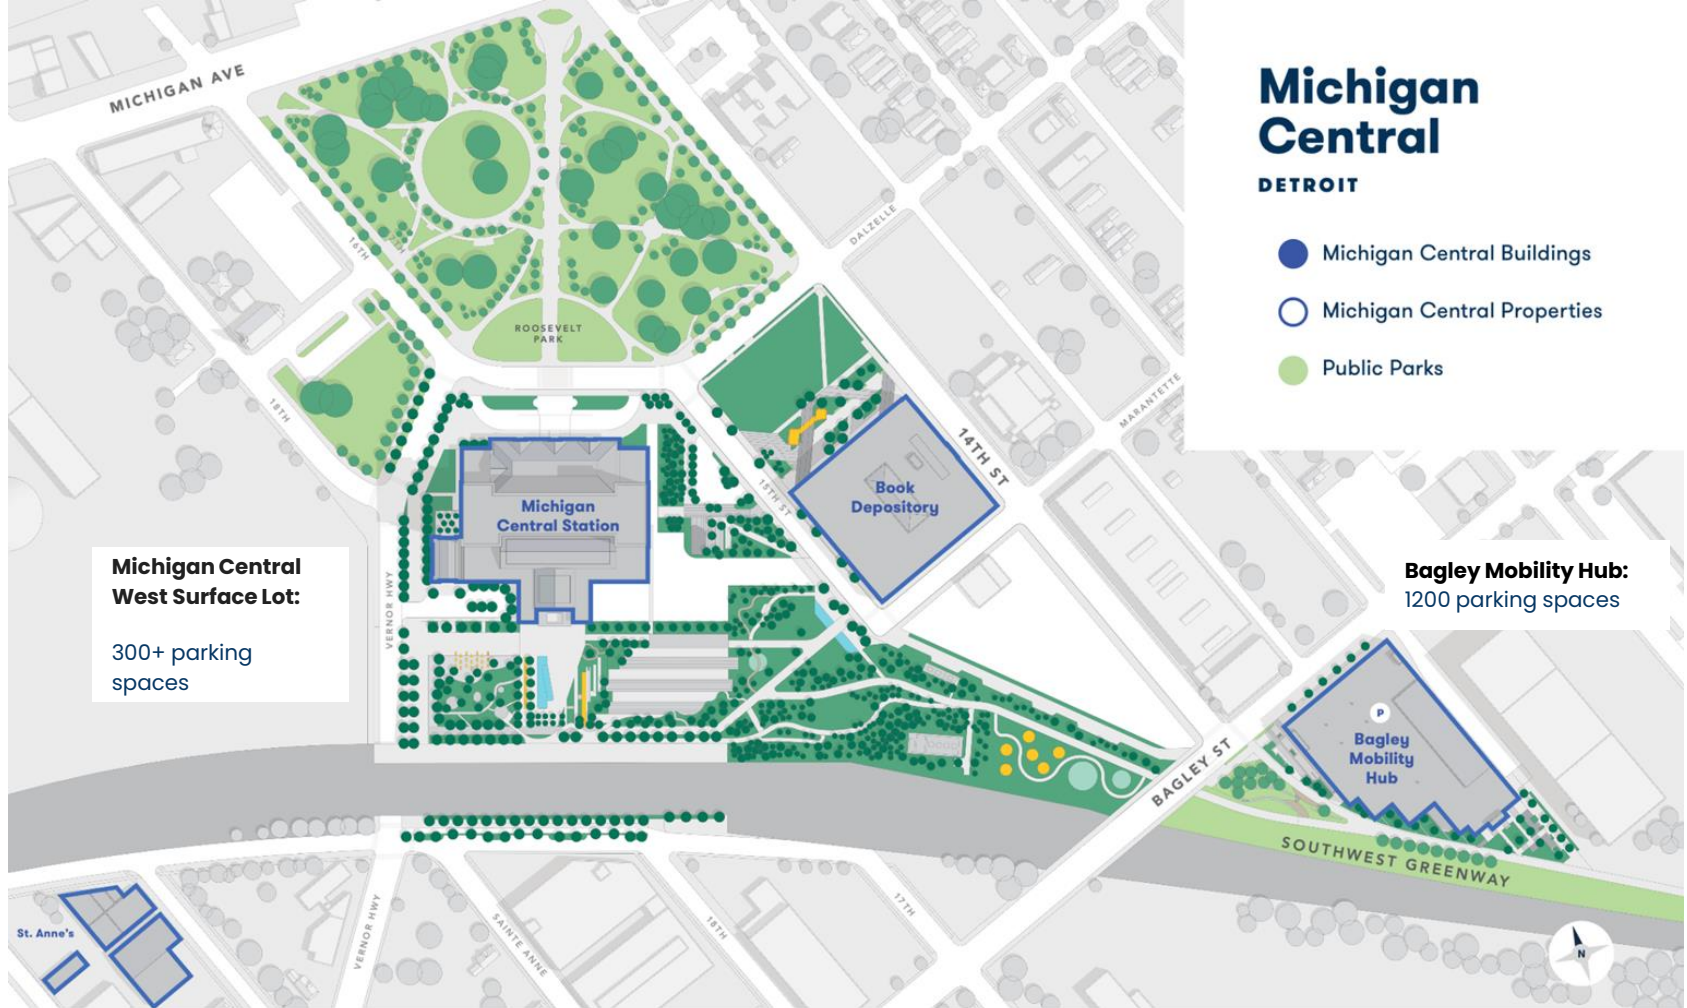 MICHIGAN AVE
Michigan
Central
DETROIT
Michigan Central Buildings
Michigan Central Properties
Public Parks
DALZELLE
16TH
ROOSEVELT
PARK
18TH
MARANTETTE
14TH ST
15TH ST
Michigan
Central Station
Book
Depository
Michigan Central
West Surface Lot:
300+ parking
spaces
VERNOR HWY
Bagley Mobility Hub:
1200 parking spaces
P
Bagley
Mobility
Hub
BAGLEY ST
SOUTHWEST GREENWAY
St. Anne's
VERNOR HWY
SAINTE ANNE
18TH
17TH
N